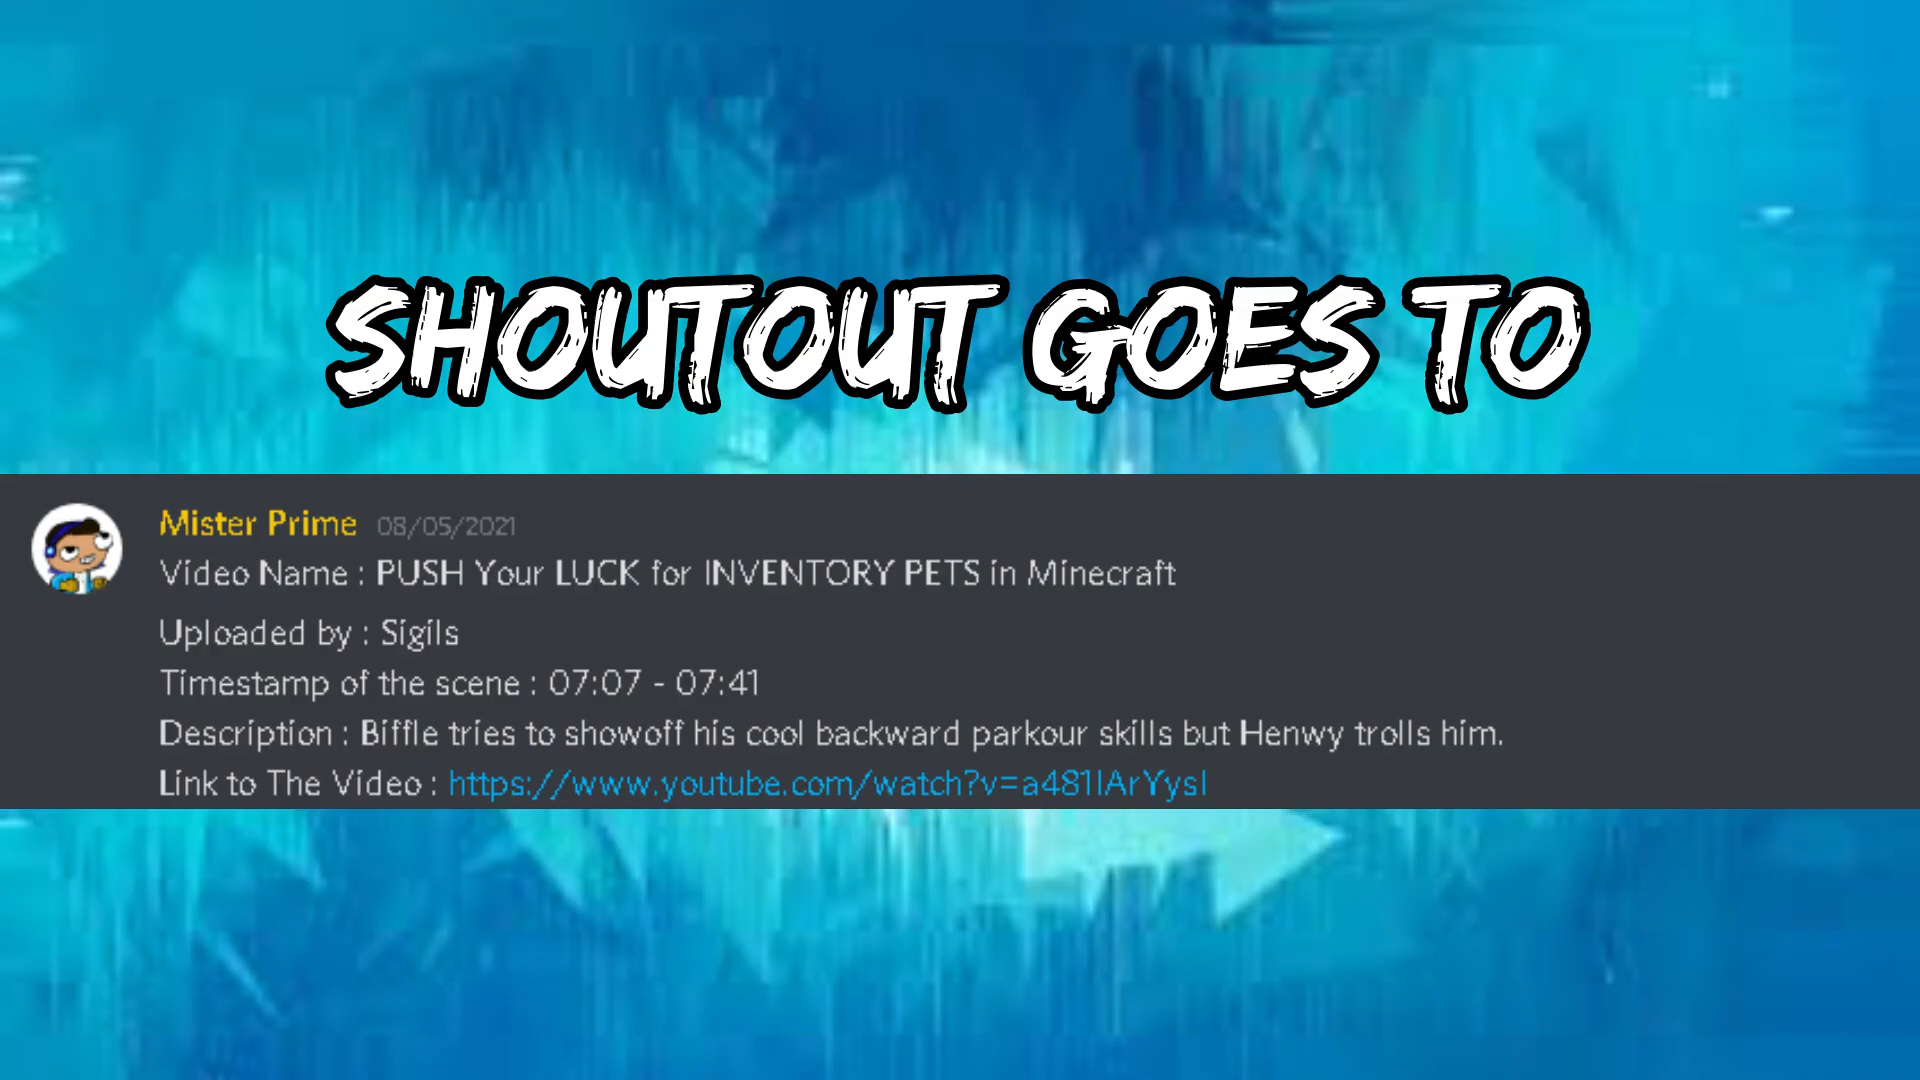 SHOUTOUT GOES TO
Mister Prime 08/05/2021
Video Name : PUSH Your LUCK for INVENTORY PETS in Minecraft
Uploaded by : Sigils
Timestamp of the scene : 07:07 - 07:41
Description : Biffle tries to showoff his cool backward parkour skills but Henwy trolls him.
Link to The Video : https://www.youtube.com/watch?v=a481lArYysI